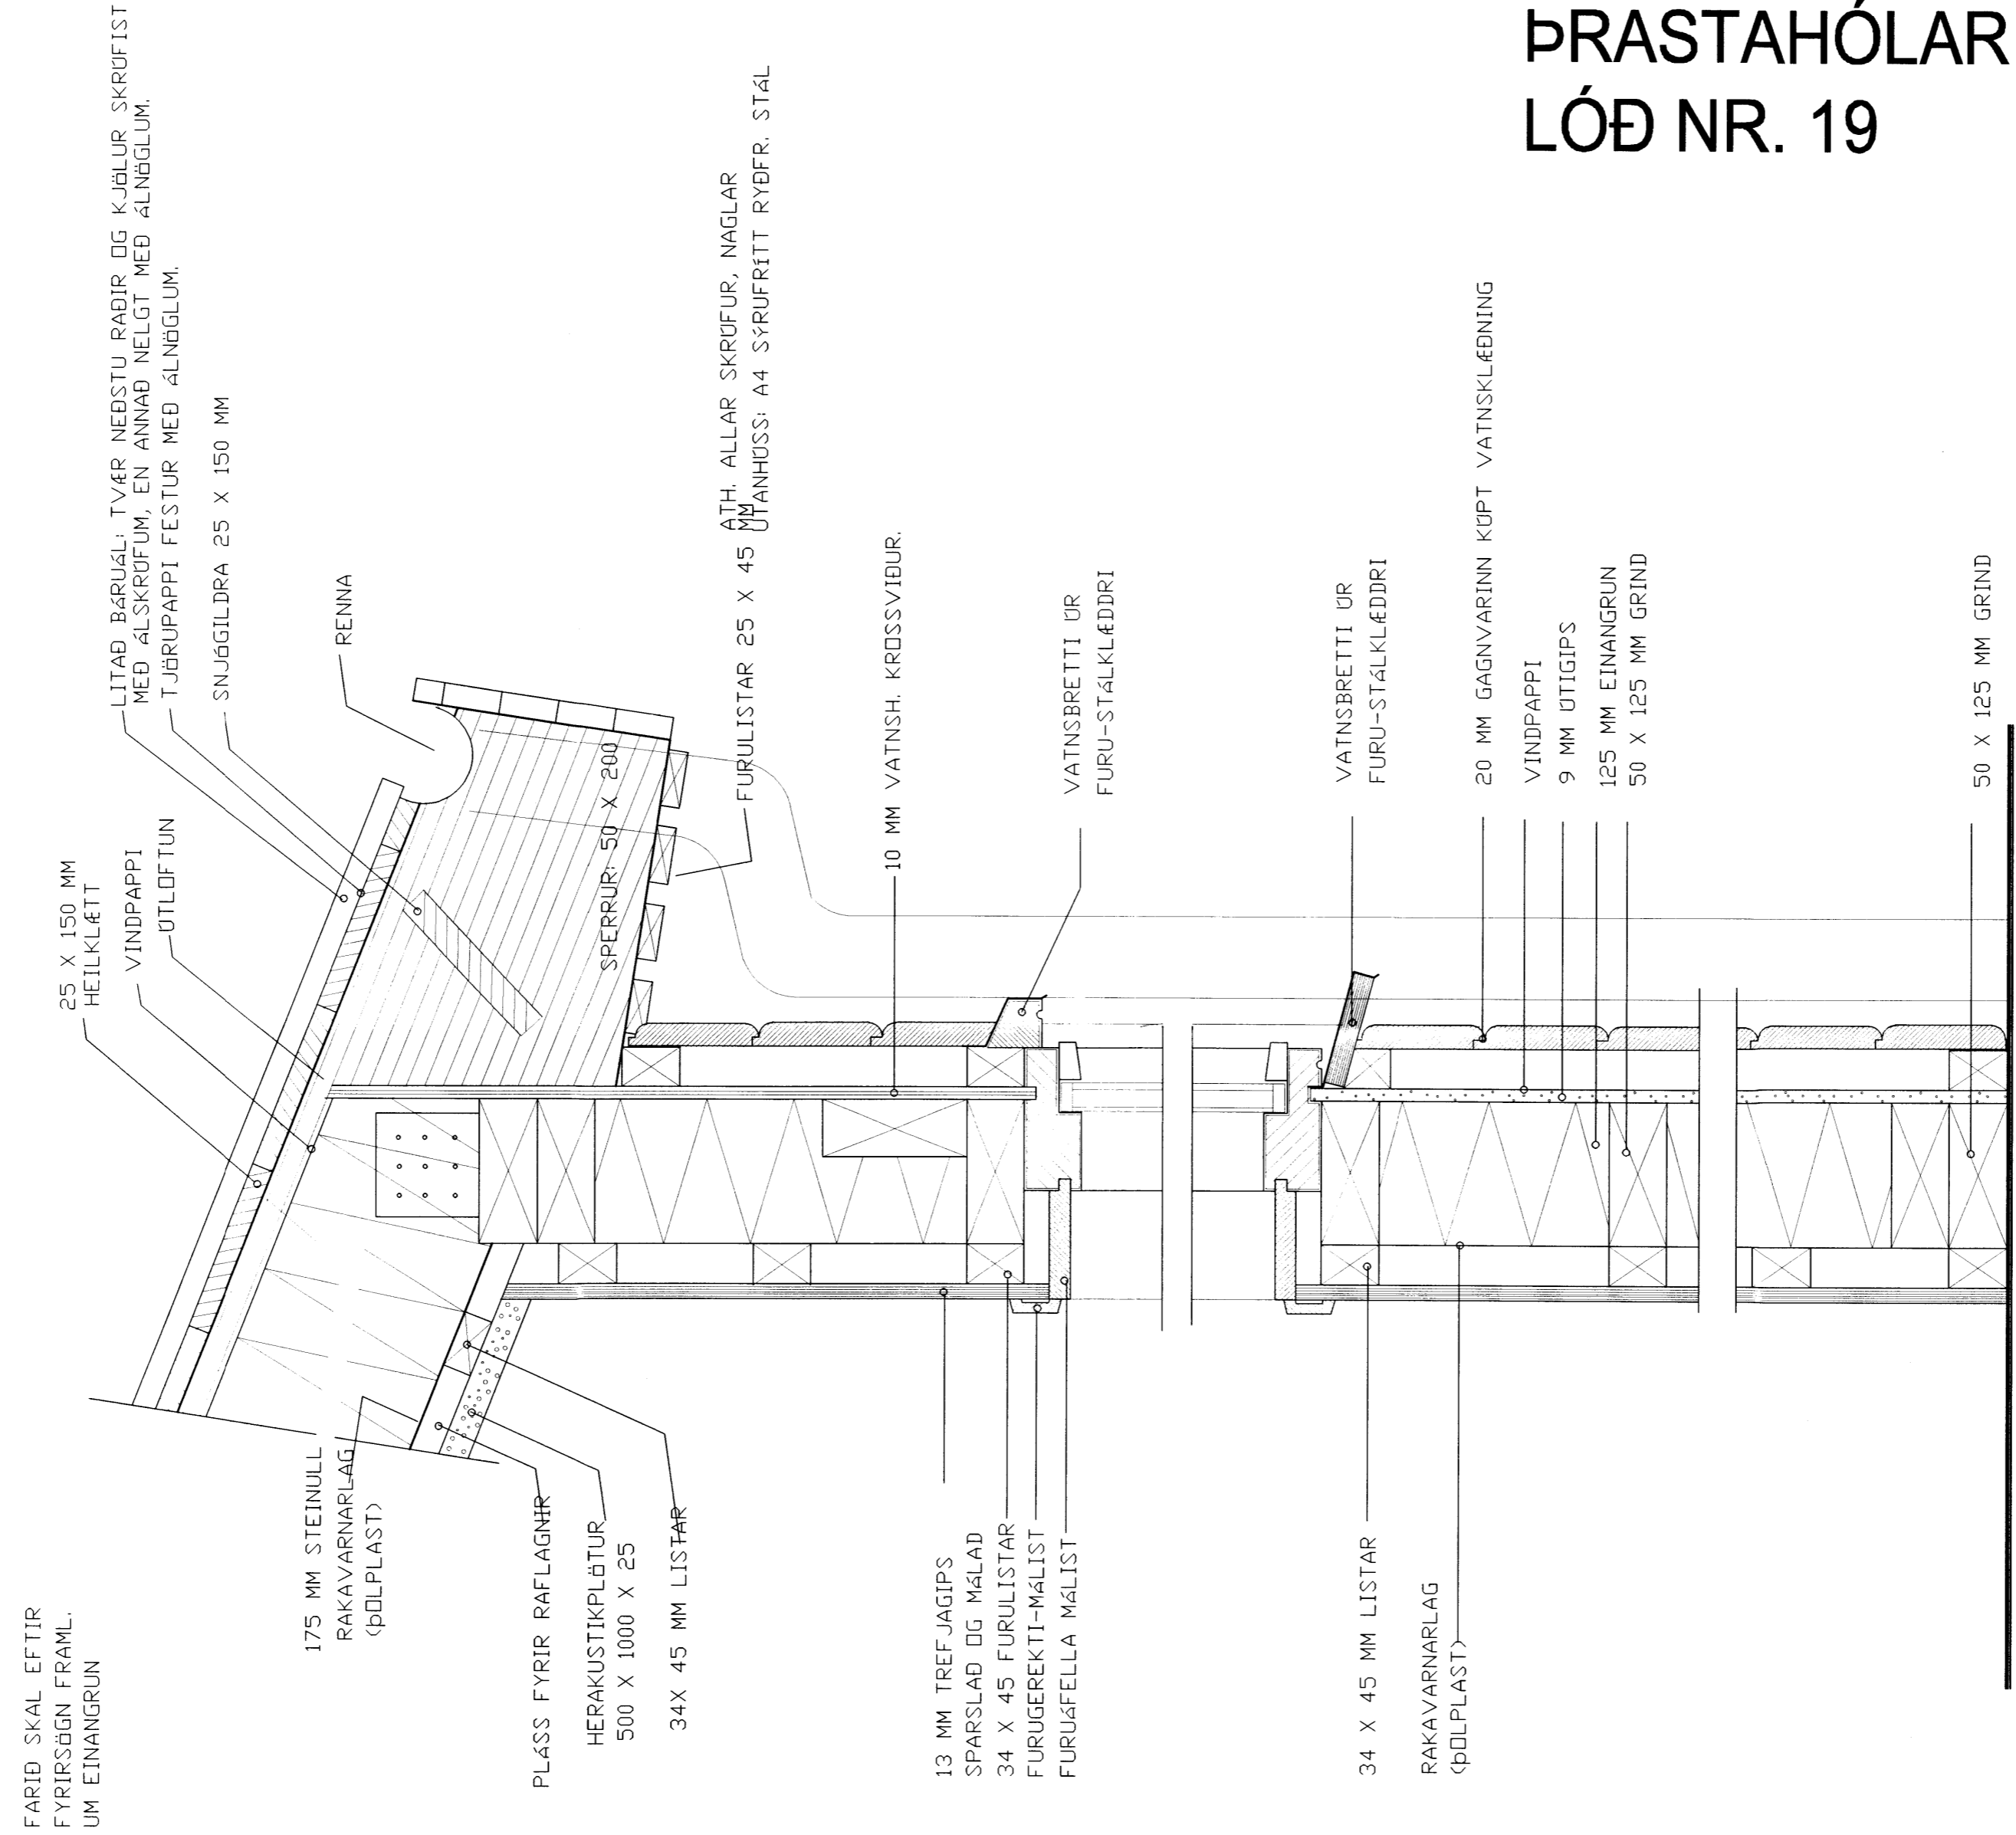 ÞRASTAHÓLAR
LÓÐ NR. 19
LITAÐ BÁRUÁL: TVÆR NEÐSTU RAÐIR OG KJÖLUR SKRÚFIST
MEÐ ÁLSKRÚFUM, EN ANNAÐ NELGT MEÐ ÁLNÖGLUM.
TJÖRUPAPPI FESTUR MEÐ ÁLNÖGLUM.
SNJÓGILDRA 25 X 150 MM
RENNA
25 X 150 MM
HEILKLÆTT
VINDPAPPI
ÚTLOFTUN
SPERRUR: 50 X 200
ATH. ALLAR SKRÚFUR, NAGLAR
ÚTANHÚSS: A4 SÝRUFRÍTT RYÐFR. STÁL
FURULISTAR 25 X 45 MM
10 MM VATNSH. KROSSVIÐUR.
VATNSBRETTI ÚR
FURU-STÁLKLÆDDRI
VATNSBRETTI ÚR
FURU-STÁLKLÆDDRI
20 MM GAGNVARINN KÚPT VATNSKLÆÐNING
VINDPAPPI
9 MM ÚTIGIPS
125 MM EINANGRUN
50 X 125 MM GRIND
50 X 125 MM GRIND
FARIÐ SKAL EFTIR
FYRIRSÖGN FRAML.
UM EINANGRUN
175 MM STEINULL
RAKAVARNARLAG
(ÞOLPLAST)
PLÁSS FYRIR RAFLAGNIR
HERAKUSTIKPLÖTUR
500 X 1000 X 25
34X 45 MM LISTAR
13 MM TREFJAGIPS
SPARSLAÐ OG MÁLAÐ
34 X 45 FURULISTAR
FURUGEREKTI-MÁLIST
FURUÁFELLA MÁLIST
34 X 45 MM LISTAR
RAKAVARNARLAG
(ÞOLPLAST)